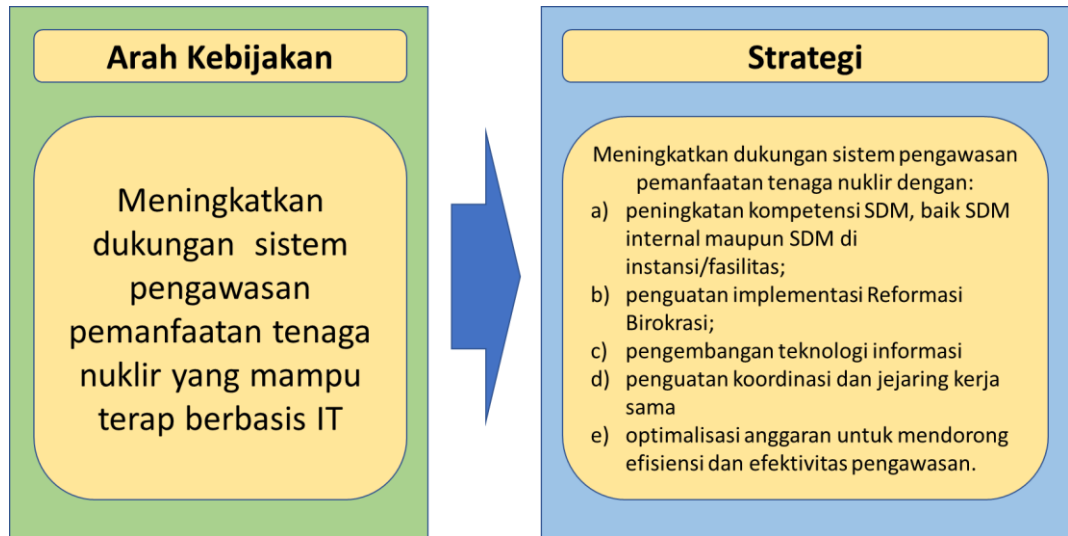 Arah Kebijakan
Meningkatkan
dukungan sistem
pengawasan
pemanfaatan tenaga
nuklir yang mampu
terap berbasis IT
Strategi
Meningkatkan dukungan sistem pengawasan
pemanfaatan tenaga nuklir dengan:
a) peningkatan kompetensi SDM, baik SDM
internal maupun SDM di
instansi/fasilitas;
b) penguatan implementasi Reformasi
Birokrasi;
c) pengembangan teknologi informasi
d) penguatan koordinasi dan jejaring kerja
sama
e) optimalisasi anggaran untuk mendorong
efisiensi dan efektivitas pengawasan.